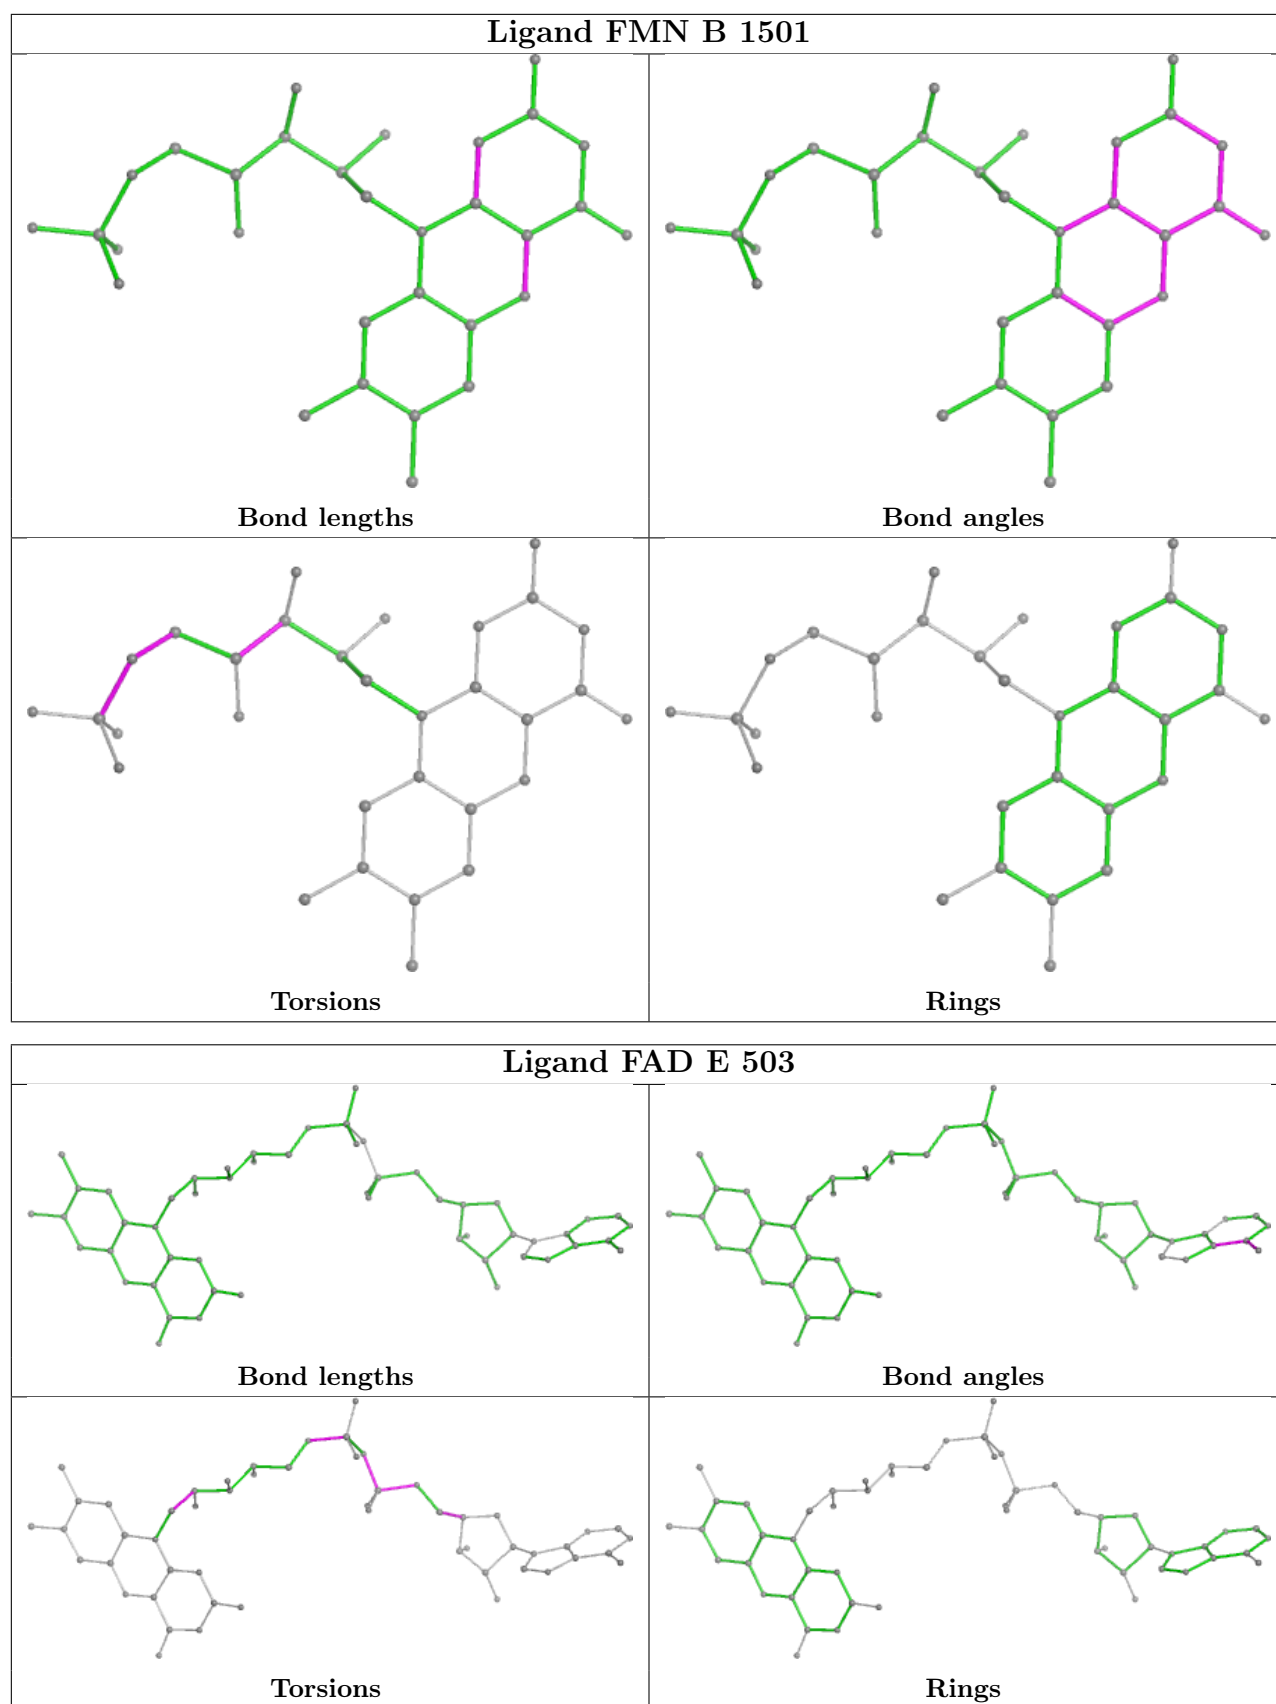 Ligand FMN B 1501
Bond lengths
Bond angles
Torsions
Rings
Ligand FAD E 503
Bond lengths
Bond angles
Torsions
Rings